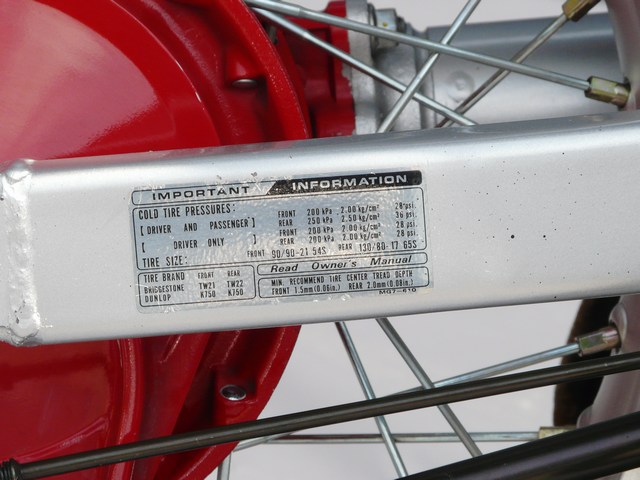 IMPORTANT INFORMATION
COLD TIRE PRESSURES:
[DRIVER AND PASSENGER] FRONT 200 kPa 2.00 kg/cm² 28 psi.
REAR 250 kPa 2.50 kg/cm² 36 psi.
[DRIVER ONLY] FRONT 200 kPa 2.00 kg/cm² 28 psi.
REAR 200 kPa 2.00 kg/cm² 28 psi.
TIRE SIZE: FRONT 90/90-21 54S REAR 130/80-17 65S
Read Owner's Manual
TIRE BRAND FRONT REAR
BRIDGESTONE TW21 TW22
DUNLOP K750 K750
MIN. RECOMMEND TIRE CENTER TREAD DEPTH
FRONT 1.5mm(0.06in.) REAR 2.0mm(0.08in.)